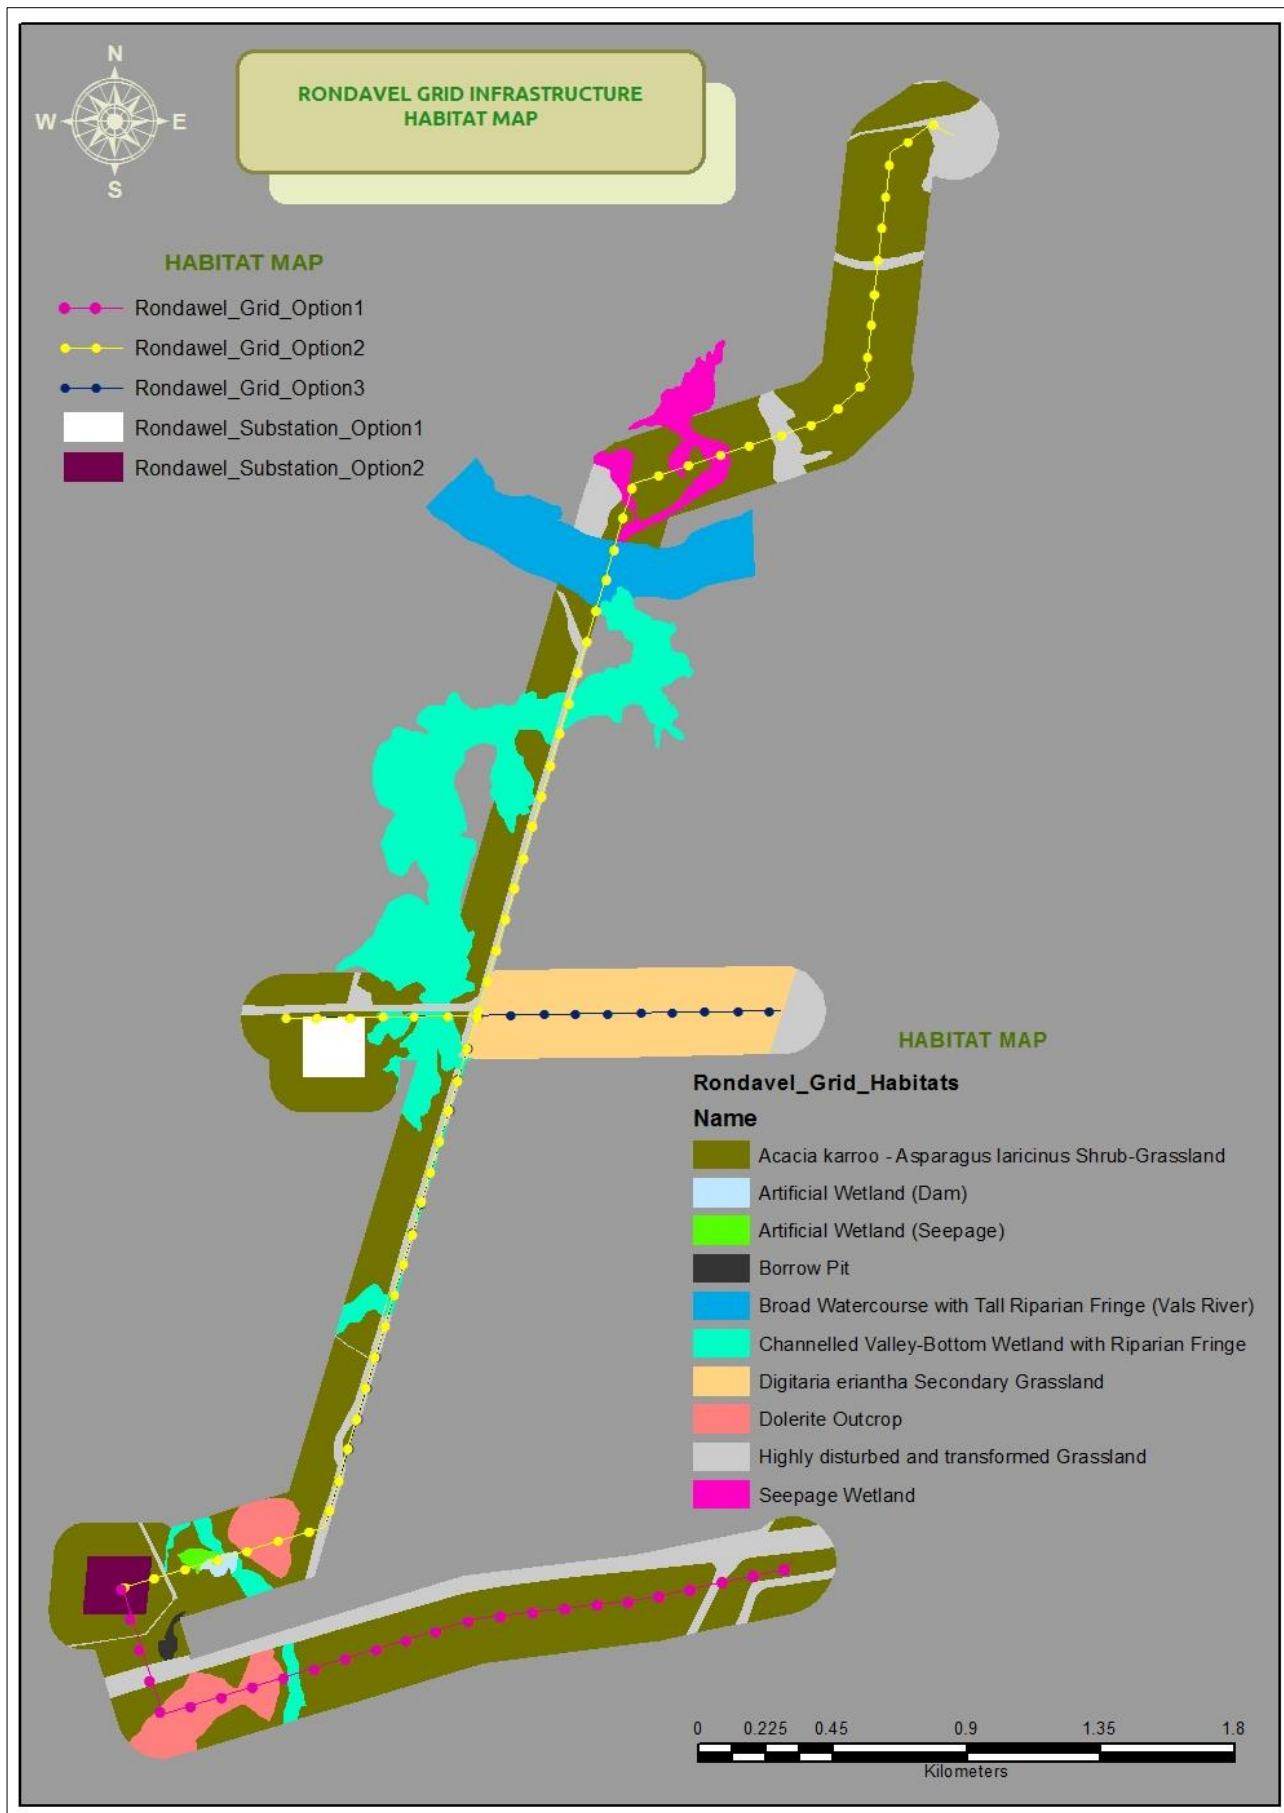 N
W E
S
RONDAVEL GRID INFRASTRUCTURE
HABITAT MAP
HABITAT MAP
Rondawel_Grid_Option1
Rondawel_Grid_Option2
Rondawel_Grid_Option3
Rondawel_Substation_Option1
Rondawel_Substation_Option2
HABITAT MAP
Rondavel_Grid_Habitats
Name
Acacia karroo - Asparagus laricinus Shrub-Grassland
Artificial Wetland (Dam)
Artificial Wetland (Seepage)
Borrow Pit
Broad Watercourse with Tall Riparian Fringe (Vals River)
Channelled Valley-Bottom Wetland with Riparian Fringe
Digitaria eriantha Secondary Grassland
Dolerite Outcrop
Highly disturbed and transformed Grassland
Seepage Wetland
0 0.225 0.45 0.9 1.35 1.8
Kilometers